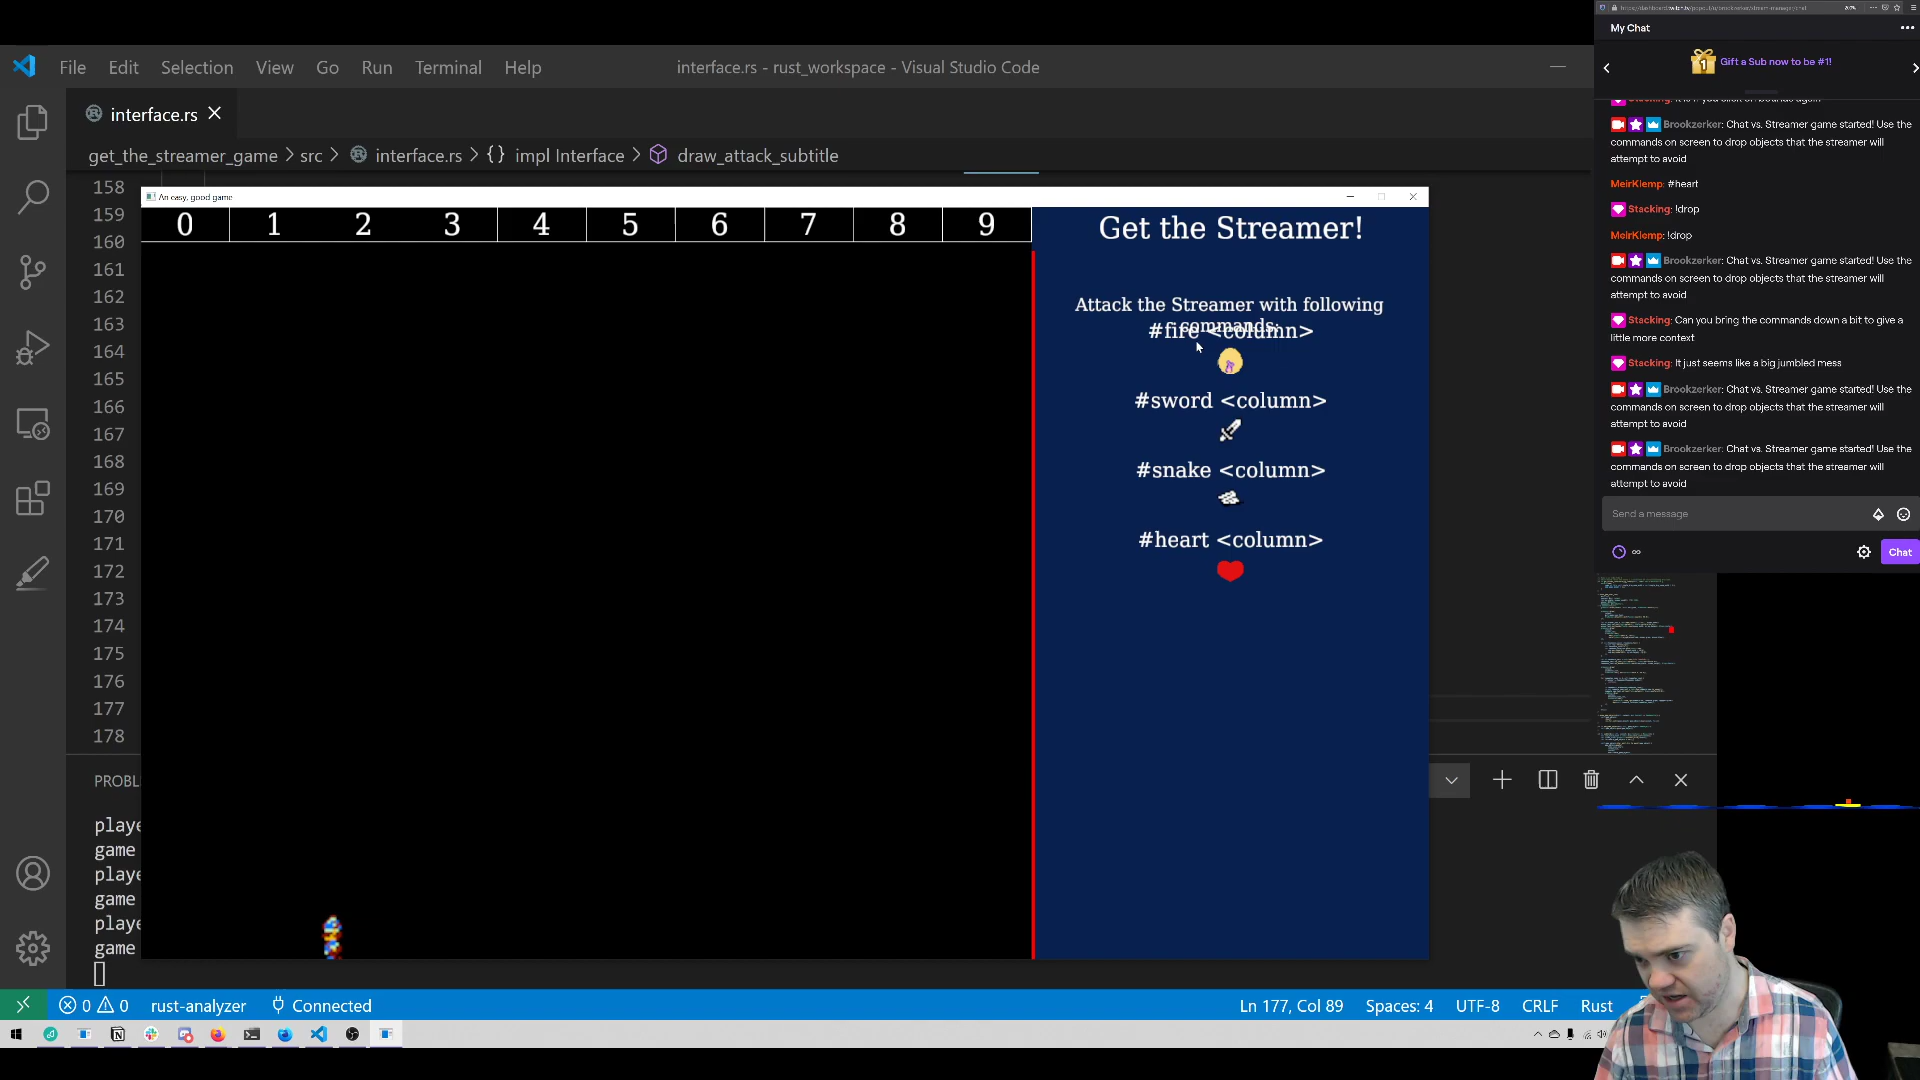 File Edit Selection View Go Run Terminal Help
interface.rs - rust_workspace - Visual Studio Code
interface.rs
get_the_streamer_game > src > interface.rs > {} impl Interface > draw_attack_subtitle
158
159
160
161
162
163
164
165
166
167
168
169
170
171
172
173
174
175
176
177
178
An easy, good game
0 1 2 3 4 5 6 7 8 9
Get the Streamer!
Attack the Streamer with following
commands:
#fire <column>
#sword <column>
#snake <column>
#heart <column>
PROBL
playe
game
playe
game
playe
game
0 0 rust-analyzer Connected
Ln 177, Col 89 Spaces: 4 UTF-8 CRLF Rust
My Chat
1
Gift a Sub now to be #1!
Brookzerker: Chat vs. Streamer game started! Use the
commands on screen to drop objects that the streamer will
attempt to avoid
MeirKlemp: #heart
Stacking: !drop
MeirKlemp: !drop
Brookzerker: Chat vs. Streamer game started! Use the
commands on screen to drop objects that the streamer will
attempt to avoid
Stacking: Can you bring the commands down a bit to give a
little more context
Stacking: It just seems like a big jumbled mess
Brookzerker: Chat vs. Streamer game started! Use the
commands on screen to drop objects that the streamer will
attempt to avoid
Brookzerker: Chat vs. Streamer game started! Use the
commands on screen to drop objects that the streamer will
attempt to avoid
Send a message
∞
Chat